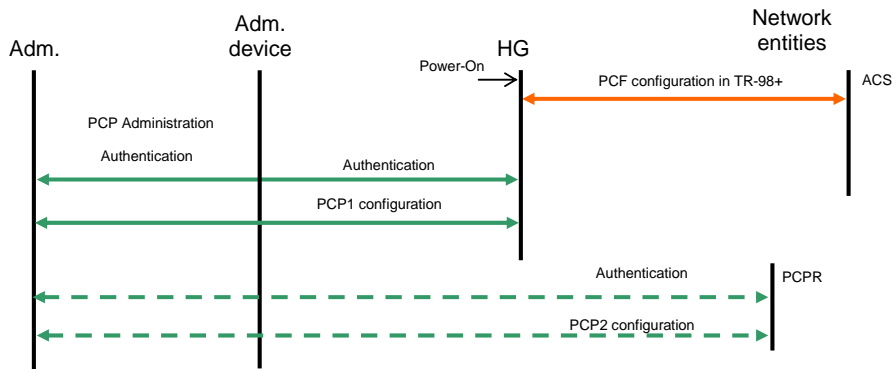 Adm.
Adm.
device
HG
Network
entities
Power-On
PCF configuration in TR-98+
ACS
PCP Administration
Authentication
Authentication
PCP1 configuration
Authentication
PCPR
PCP2 configuration